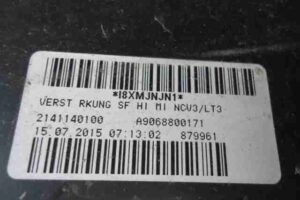 *I8XMJNJN1*
VERST RKUNG SF HI MI NCV3/LT3
2141140100 A9068800171
15.07.2015 07:13:02 879961